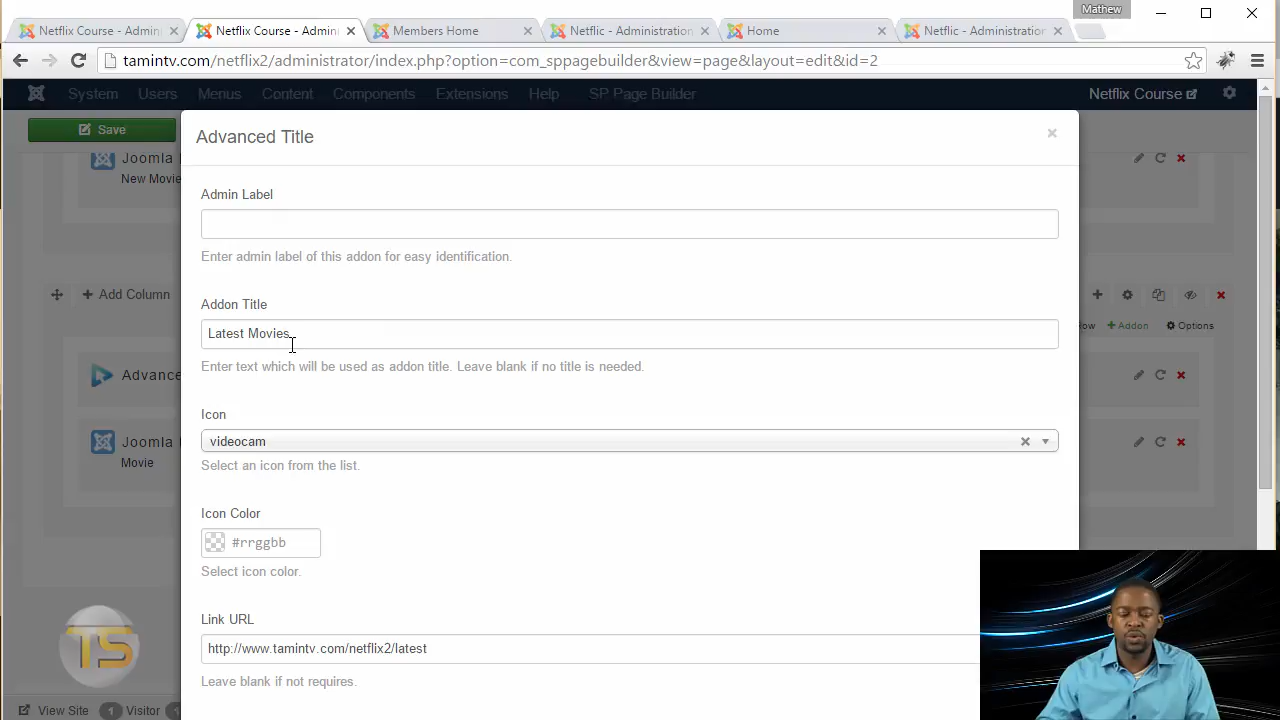 Mathew
Netflix Course - Admin
Netflix Course - Admin
Members Home
Netflic - Administration
Home
Netflic - Administration
tamintv.com/netflix2/administrator/index.php?option=com_sppagebuilder&view=page&layout=edit&id=2
System Users Menus Content Components Extensions Help SP Page Builder Netflix Course
Save
Advanced Title
×
Joomla
New Movie
Admin Label
Enter admin label of this addon for easy identification.
Add Column
Addon Title
Latest Movies
Addon
Options
Enter text which will be used as addon title. Leave blank if no title is needed.
Advance
Icon
videocam
Joomla
Movie
Select an icon from the list.
Icon Color
#rrggbb
Select icon color.
Link URL
http://www.tamintv.com/netflix2/latest
Leave blank if not requires.
TS
View Site 1 Visitor 1